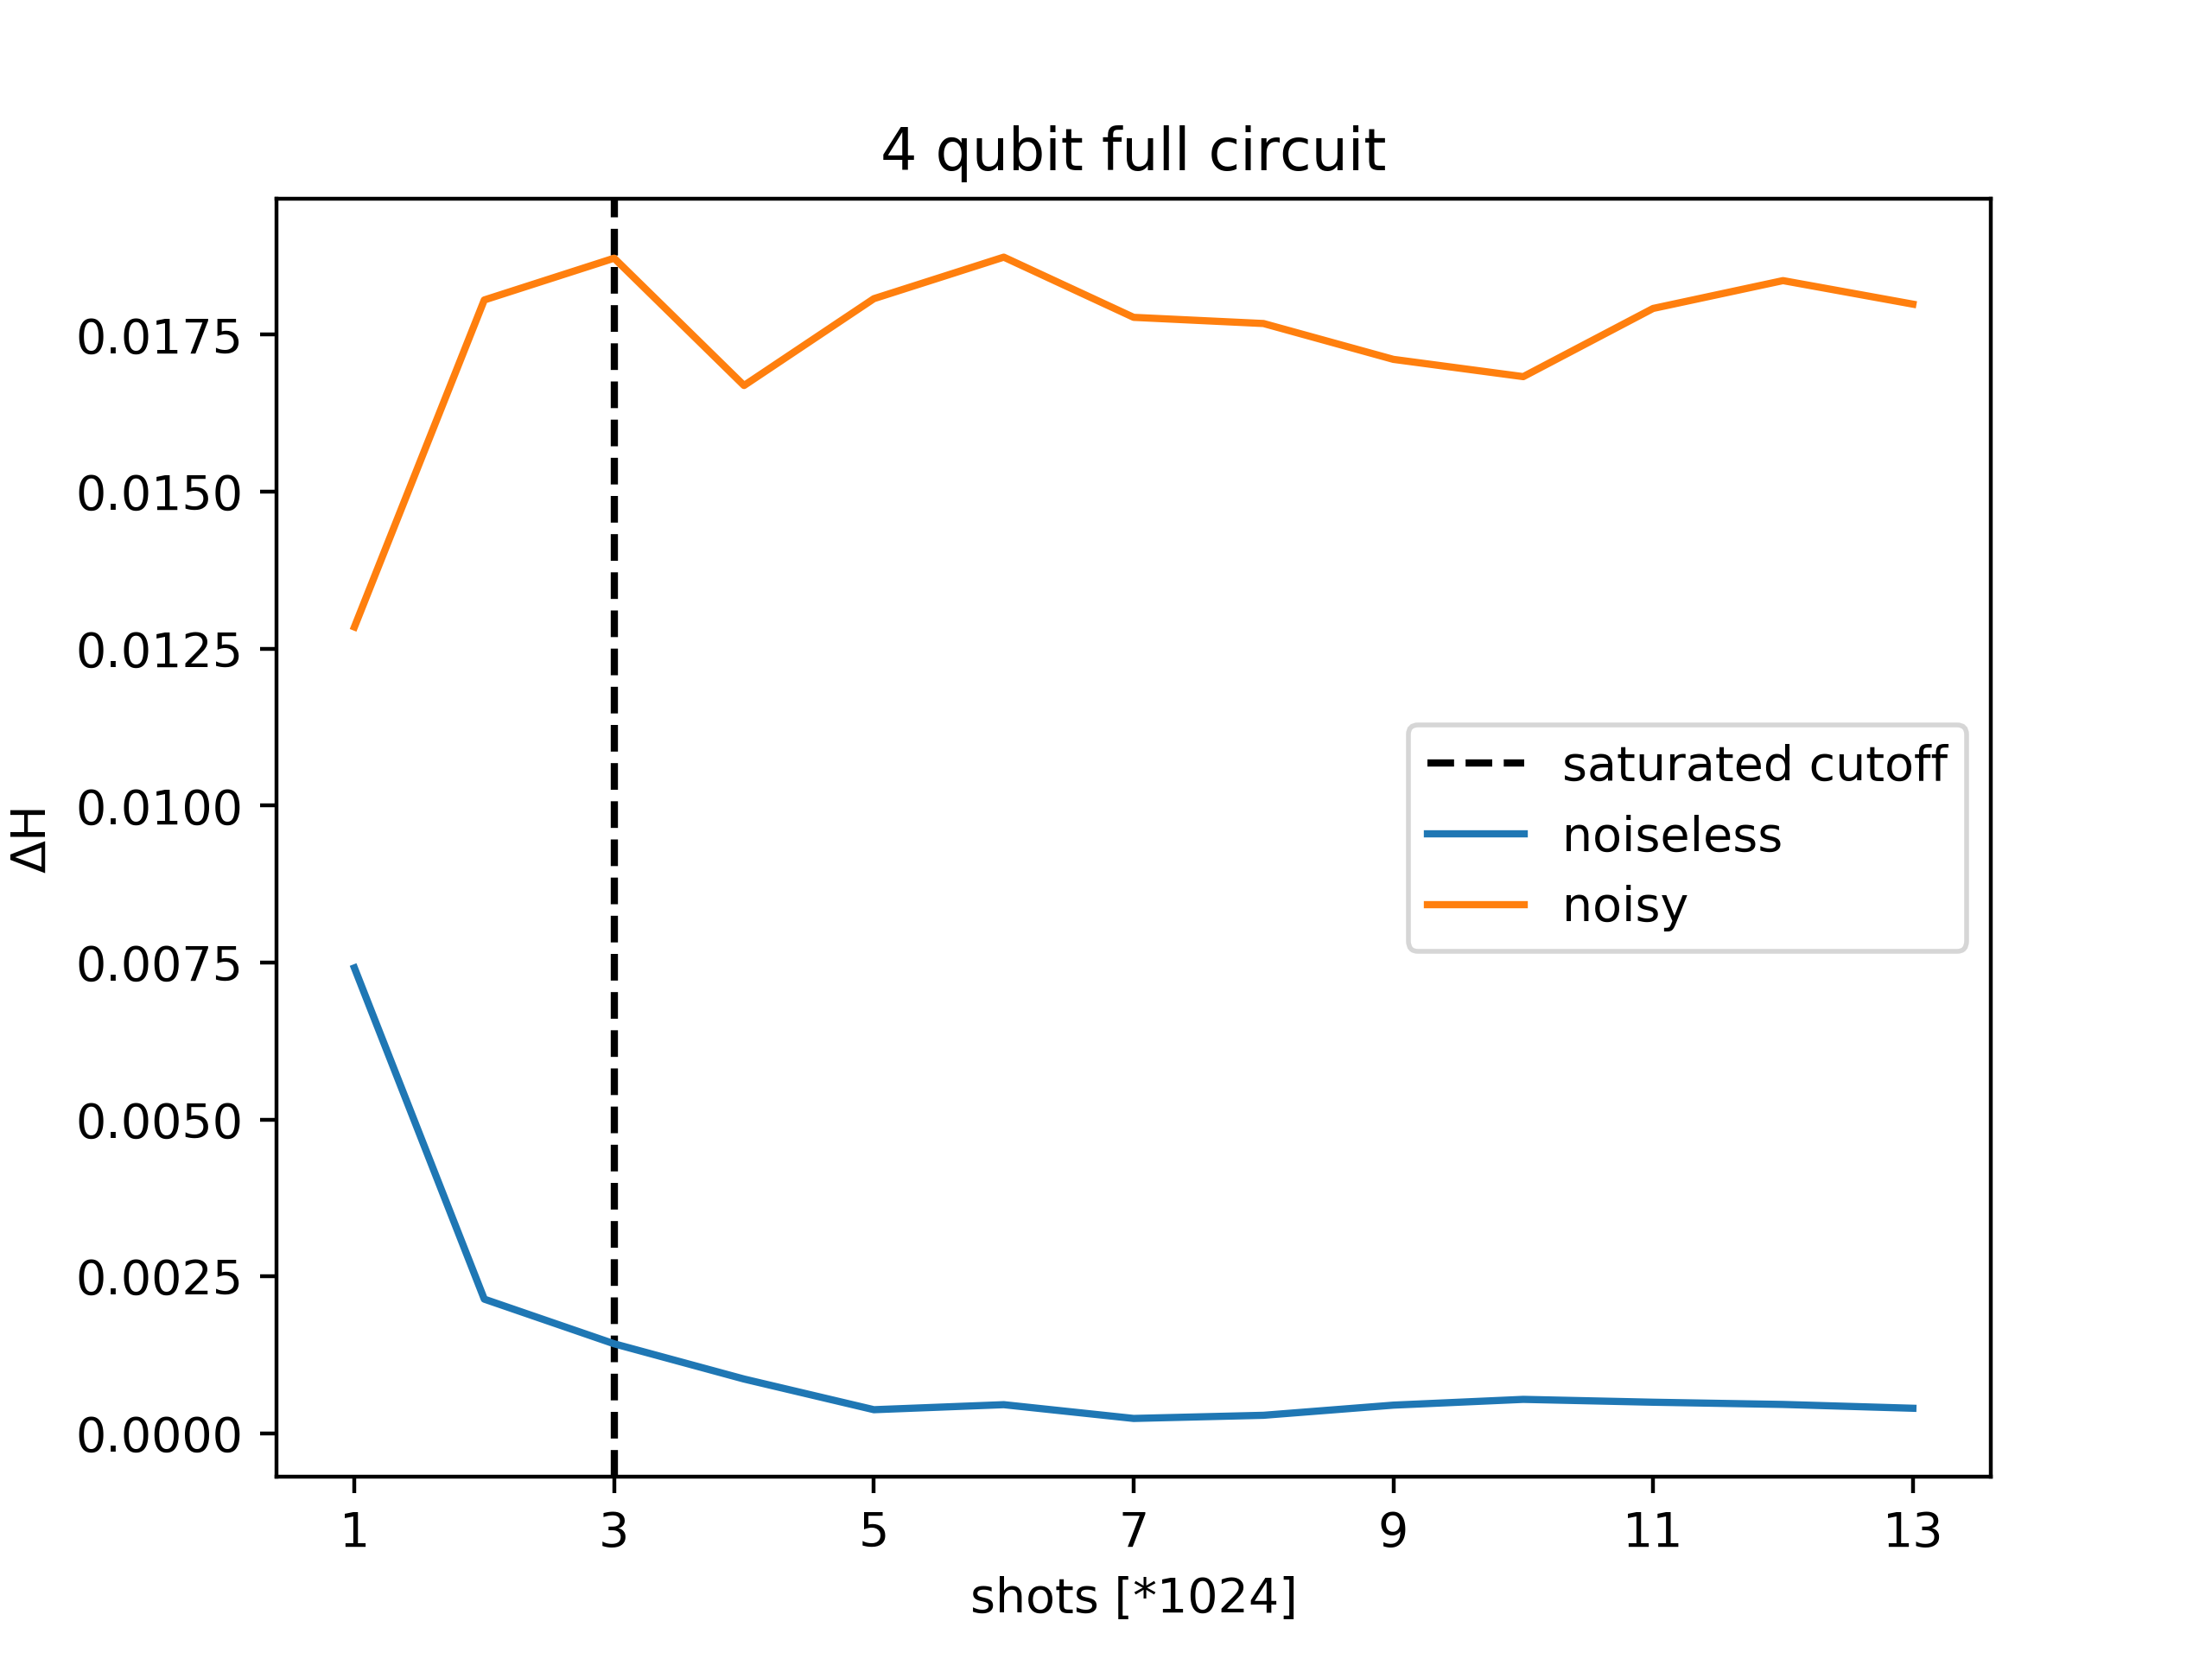 4 qubit full circuit
0.0175
0.0150
0.0125
0.0100
0.0075
0.0050
0.0025
0.0000
ΔH
saturated cutoff
noiseless
noisy
1 3 5 7 9 11 13
shots [*1024]